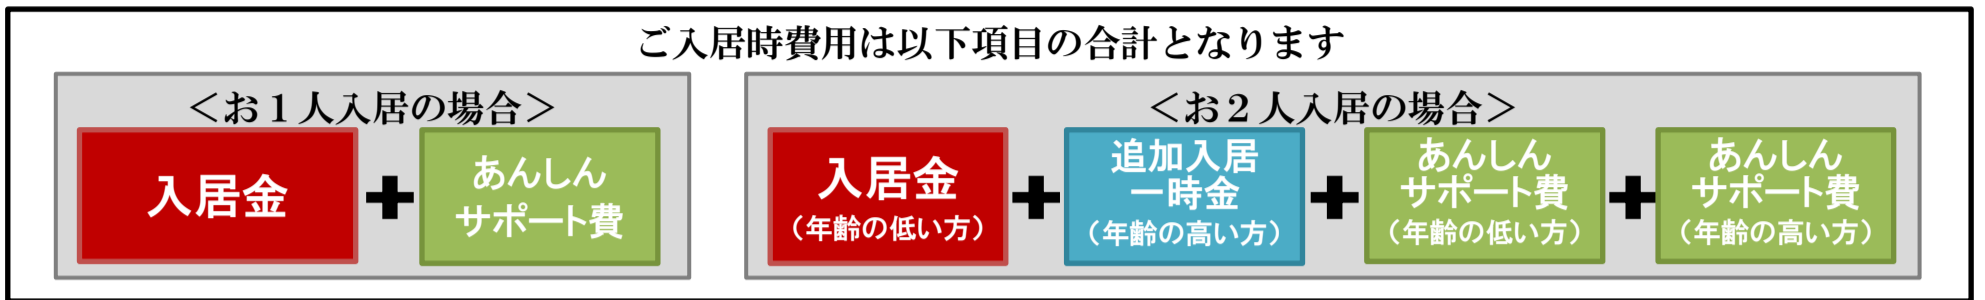 ご入居時費用は以下項目の合計となります
＜お１人入居の場合＞
入居金
＋
あんしん
サポート費
＜お２人入居の場合＞
入居金
（年齢の低い方）
＋
追加入居
一時金
（年齢の高い方）
＋
あんしん
サポート費
（年齢の低い方）
＋
あんしん
サポート費
（年齢の高い方）